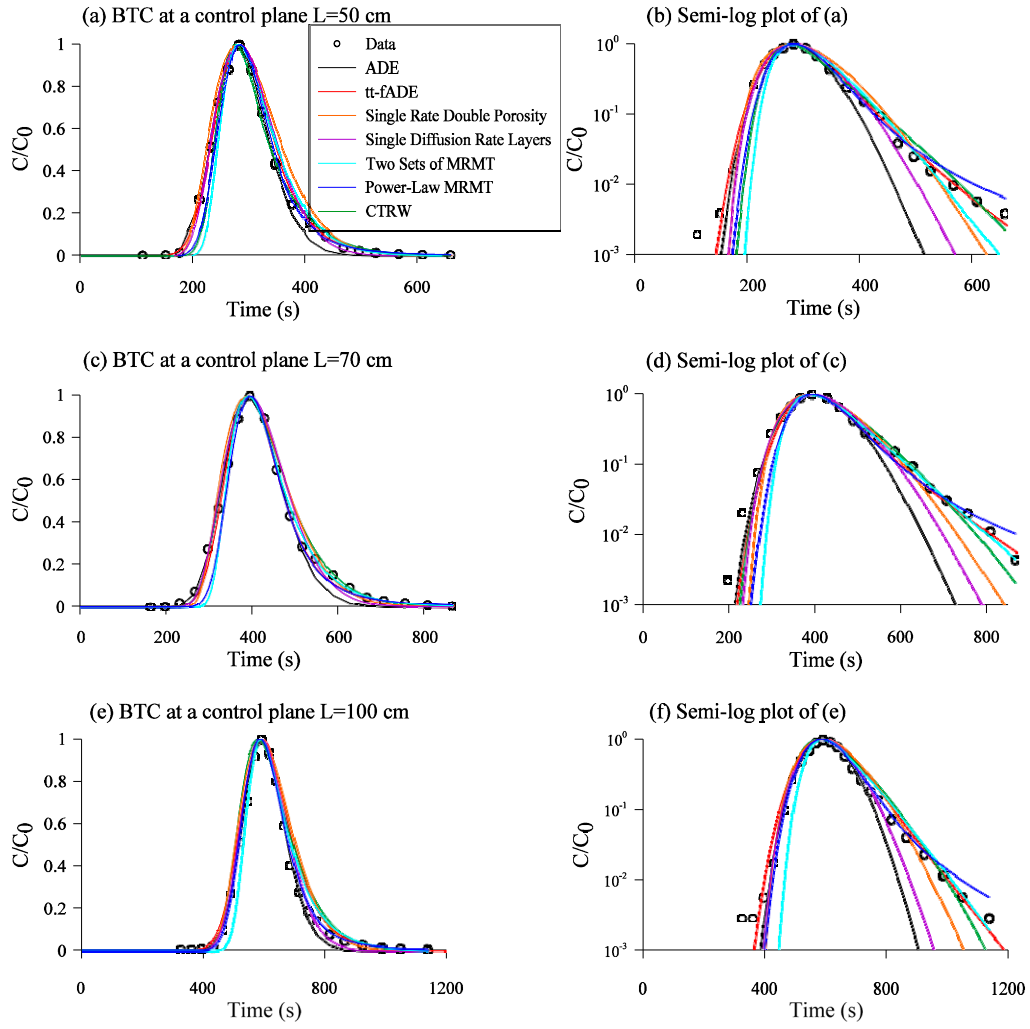 (a) BTC at a control plane L=50 cm
1
0.8
0.6
0.4
0.2
0
C/C0
0
200
400
600
Time (s)
Data
ADE
tt-fADE
Single Rate Double Porosity
Single Diffusion Rate Layers
Two Sets of MRMT
Power-Law MRMT
CTRW
(b) Semi-log plot of (a)
10^0
10^-1
10^-2
10^-3
C/C0
0
200
400
600
Time (s)
(c) BTC at a control plane L=70 cm
1
0.8
0.6
0.4
0.2
0
C/C0
0
200
400
600
800
Time (s)
(d) Semi-log plot of (c)
10^0
10^-1
10^-2
10^-3
C/C0
0
200
400
600
800
Time (s)
(e) BTC at a control plane L=100 cm
1
0.8
0.6
0.4
0.2
0
C/C0
0
400
800
1200
Time (s)
(f) Semi-log plot of (e)
10^0
10^-1
10^-2
10^-3
C/C0
0
400
800
1200
Time (s)